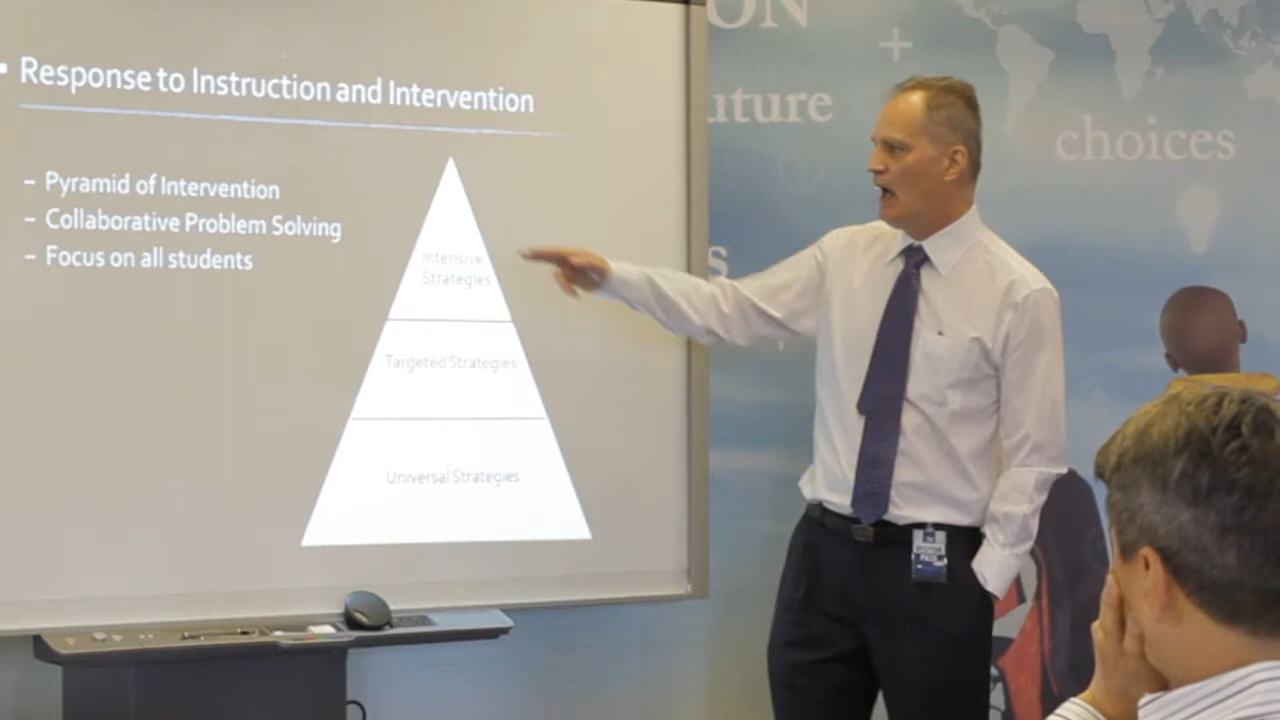 Response to Instruction and Intervention
– Pyramid of Intervention
– Collaborative Problem Solving
– Focus on all students
Intensive
Strategies
Targeted Strategies
Universal Strategies
ON
uture
choices
s